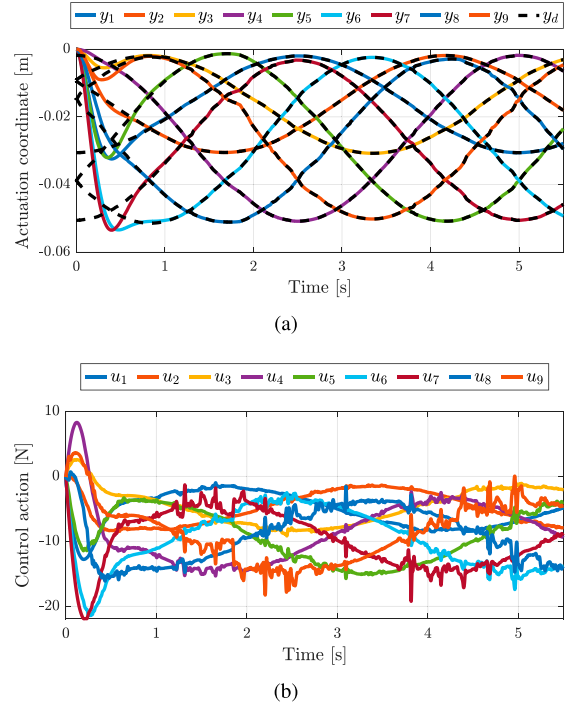 y1 y2 y3 y4 y5 y6 y7 y8 y9 yd
0
-0.02
-0.04
-0.06
Actuation coordinate [m]
0 1 2 3 4 5
Time [s]
(a)
u1 u2 u3 u4 u5 u6 u7 u8 u9
10
0
-10
-20
Control action [N]
0 1 2 3 4 5
Time [s]
(b)